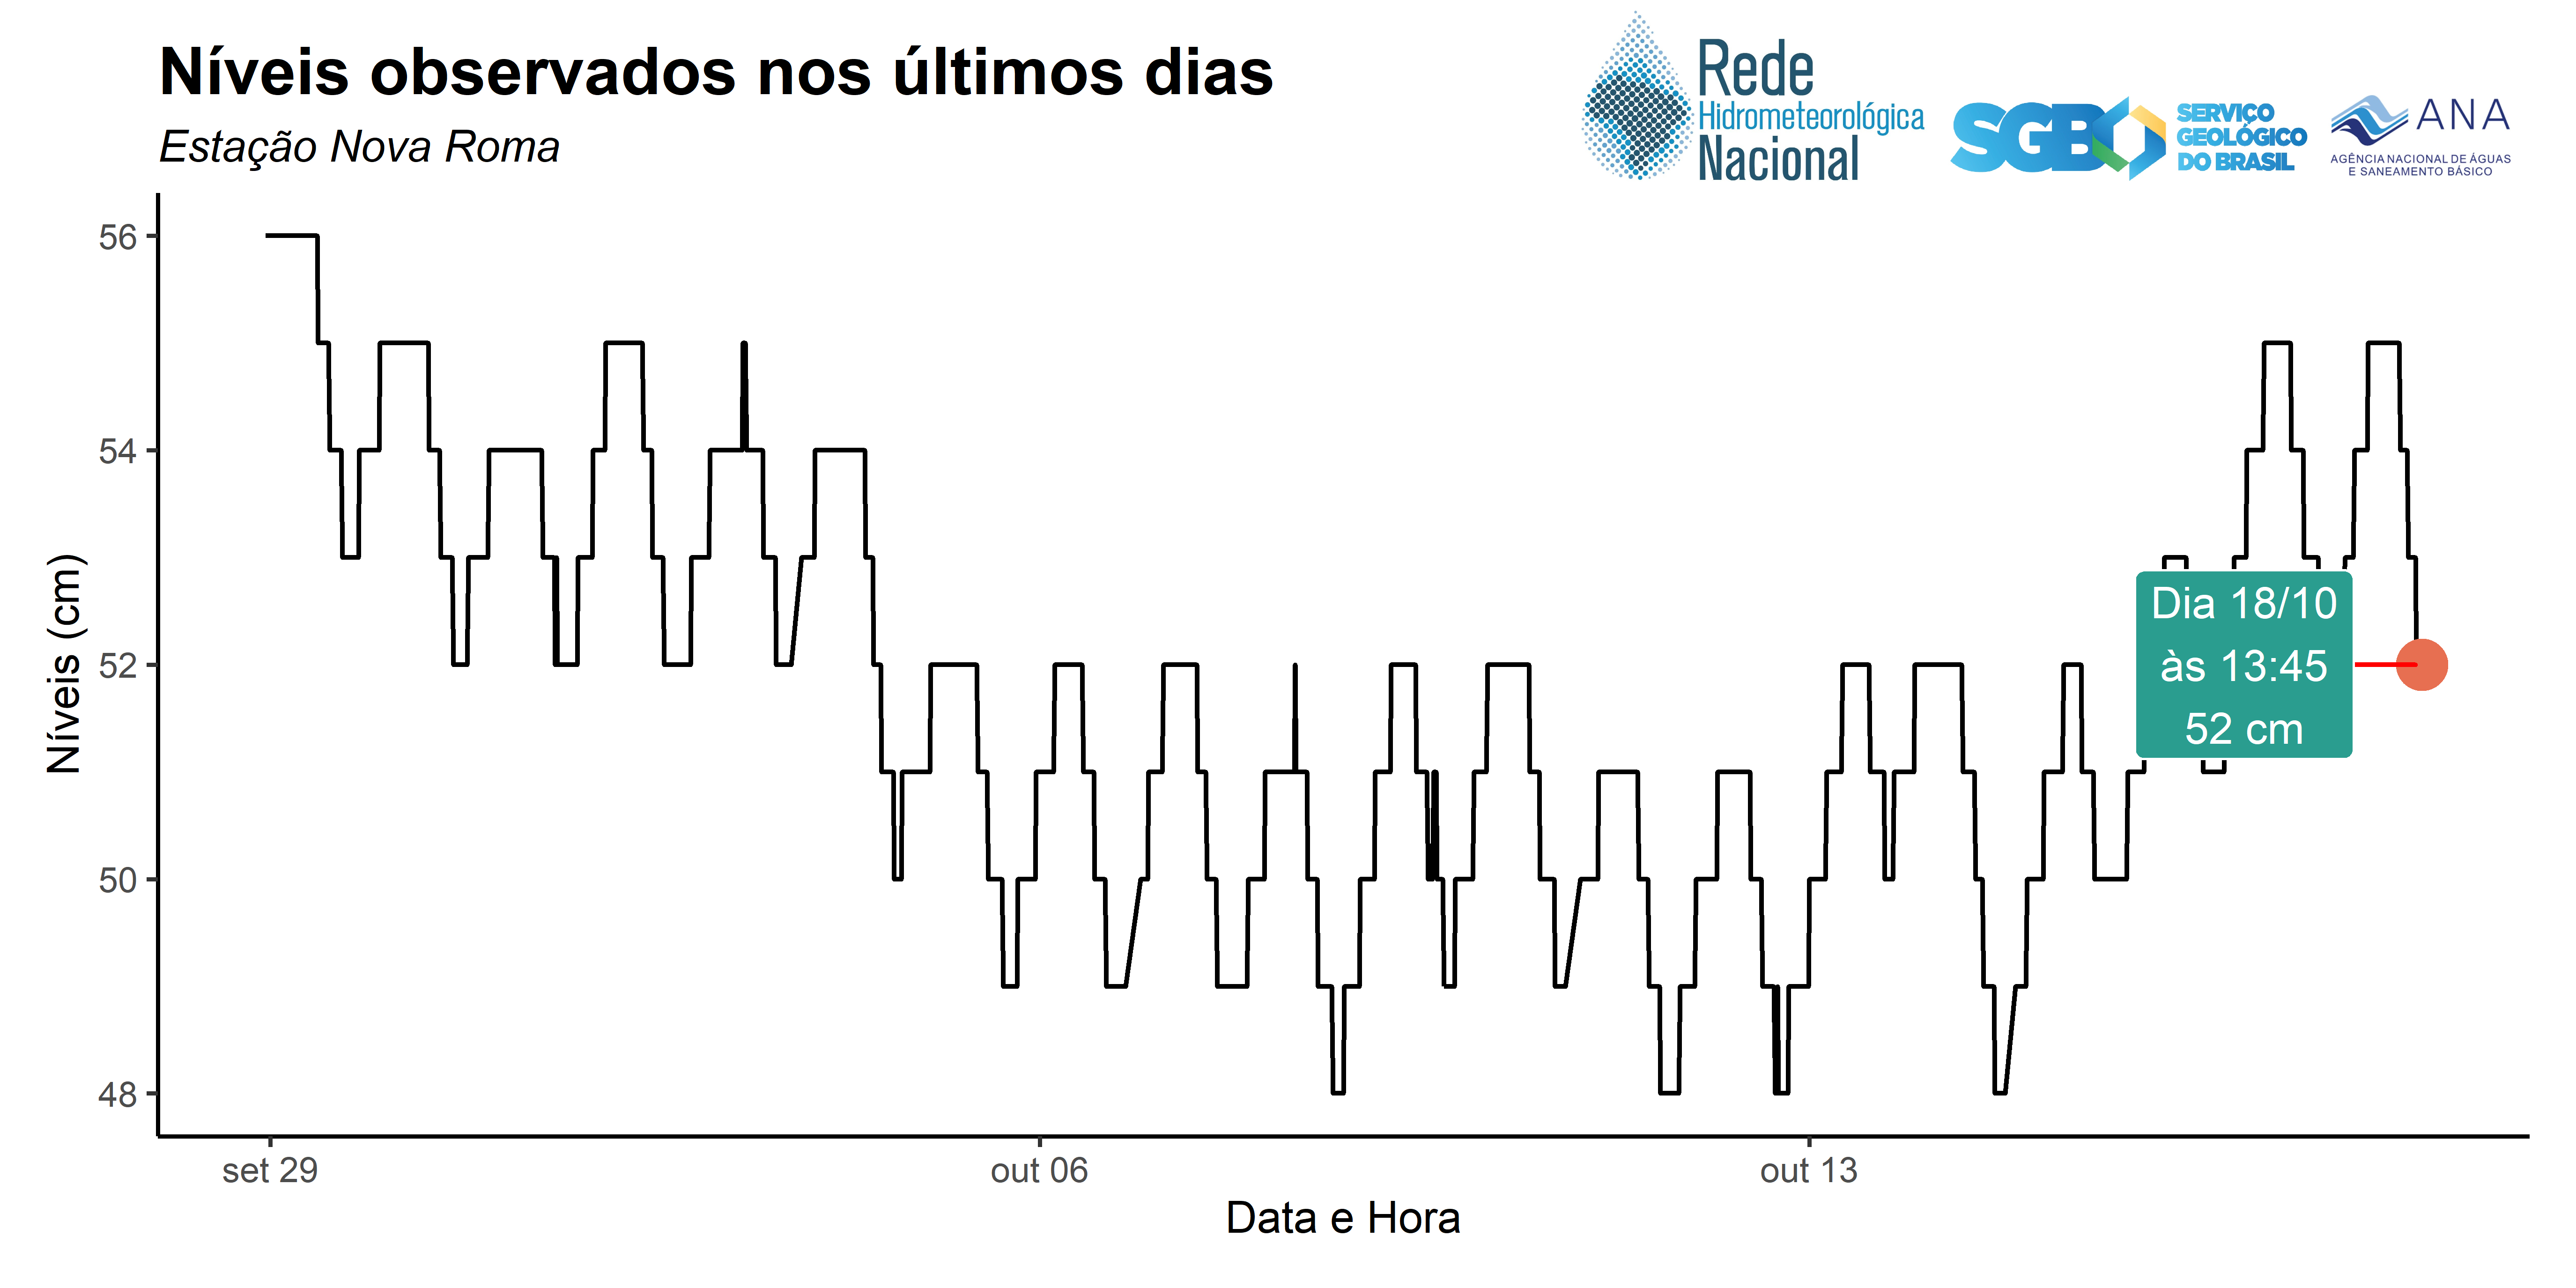 Níveis observados nos últimos dias
Estação Nova Roma
Rede
Hidrometeorológica
Nacional
SGB
SERVIÇO
GEOLÓGICO
DO BRASIL
ANA
AGÊNCIA NACIONAL DE ÁGUAS
E SANEAMENTO BÁSICO
Níveis (cm)
56
54
52
50
48
Dia 18/10
às 13:45
52 cm
set 29
out 06
out 13
Data e Hora